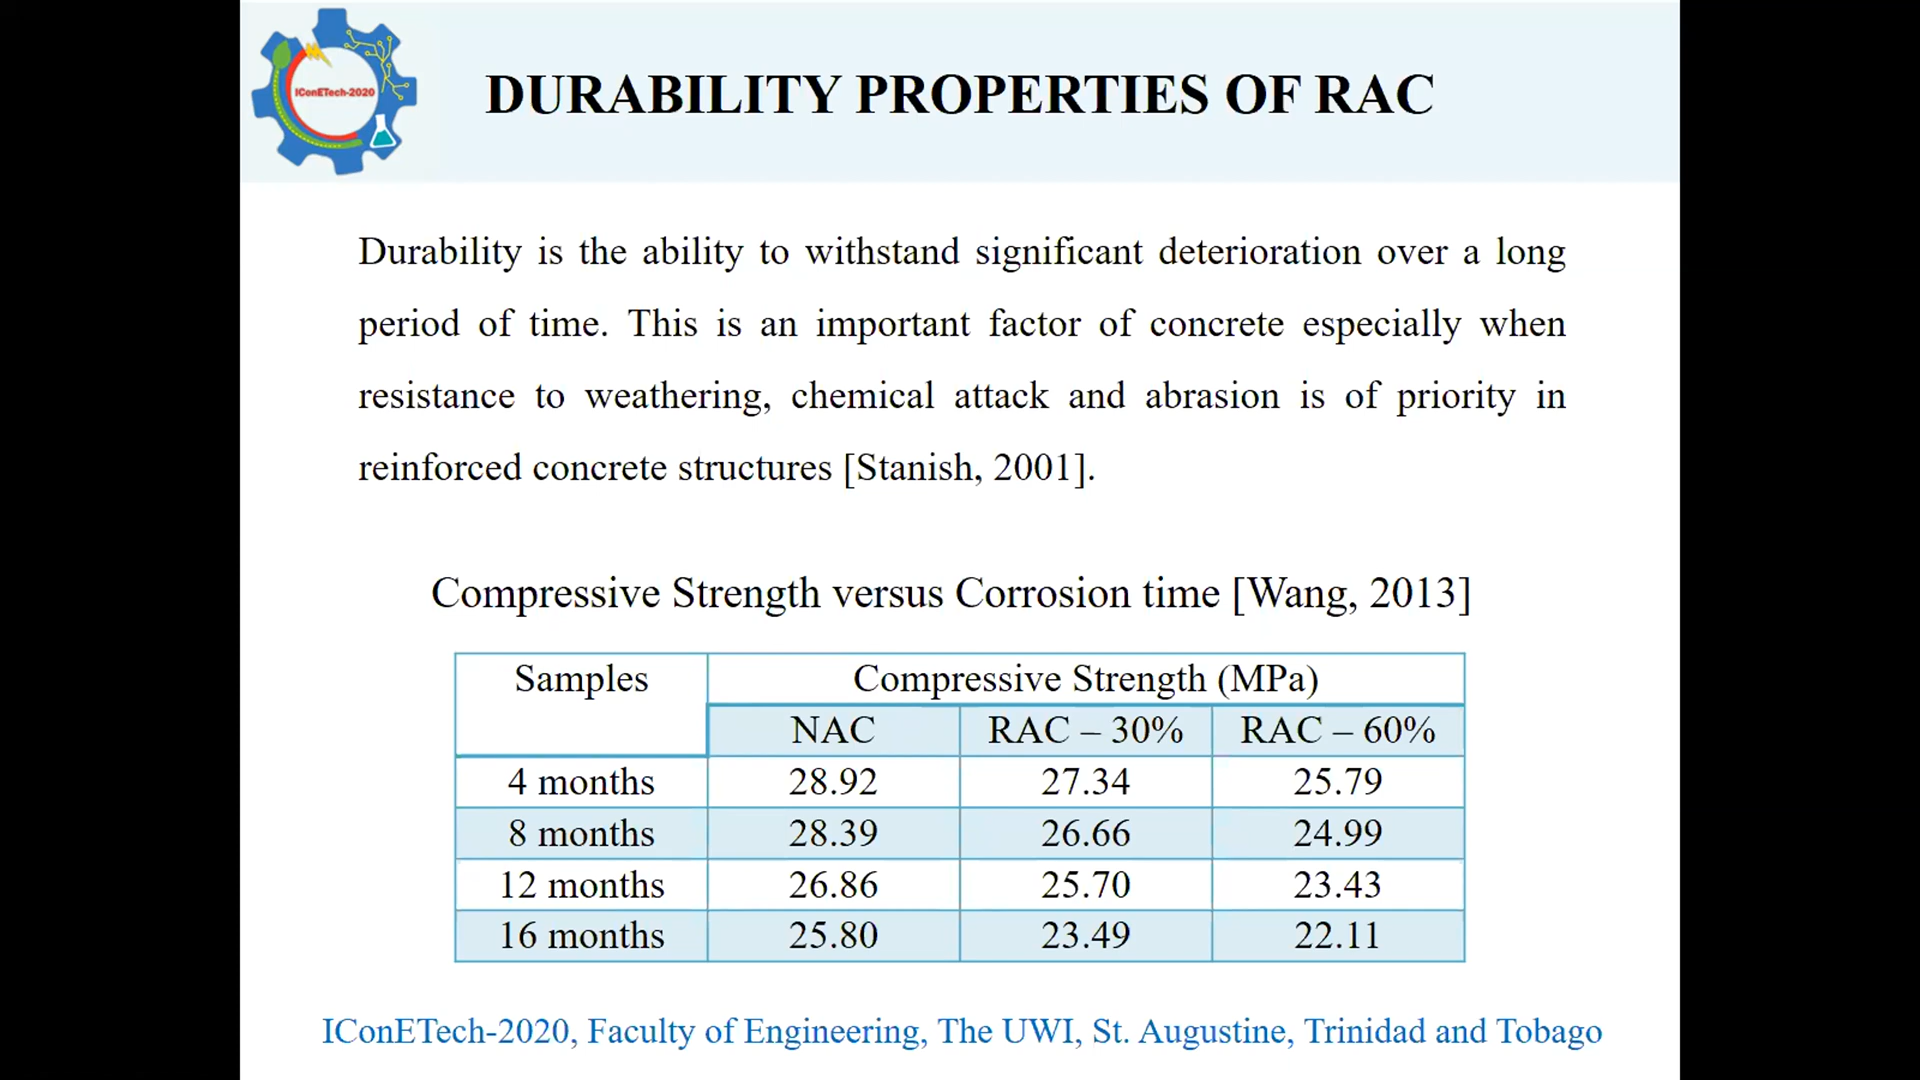 IConETech-2020
DURABILITY PROPERTIES OF RAC
Durability is the ability to withstand significant deterioration over a long
period of time. This is an important factor of concrete especially when
resistance to weathering, chemical attack and abrasion is of priority in
reinforced concrete structures [Stanish, 2001].
Compressive Strength versus Corrosion time [Wang, 2013]
Samples Compressive Strength (MPa)
NAC RAC – 30% RAC – 60%
4 months 28.92 27.34 25.79
8 months 28.39 26.66 24.99
12 months 26.86 25.70 23.43
16 months 25.80 23.49 22.11
IConETech-2020, Faculty of Engineering, The UWI, St. Augustine, Trinidad and Tobago